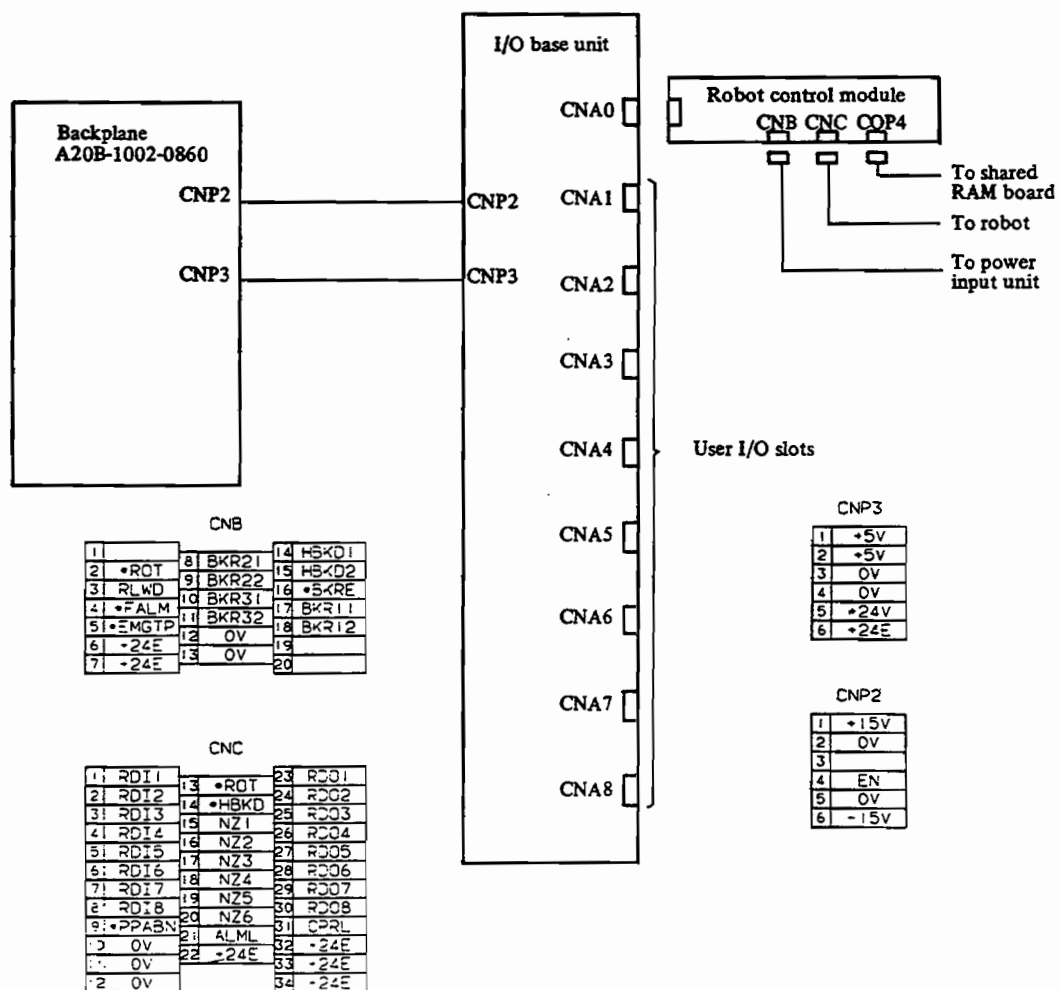 I/O base unit
Backplane
A20B-1002-0860
CNP2
CNP3
CNP2
CNP3
CNA0
CNA1
CNA2
CNA3
CNA4
CNA5
CNA6
CNA7
CNA8
Robot control module
CNB CNC COP4
To shared
RAM board
To robot
To power
input unit
User I/O slots
CNB
1
2 *ROT
3 RLWD
4 *FALM
5 *EMGTP
6 +24E
7 +24E
8 BKR21
9 BKR22
10 BKR31
11 BKR32
12 0V
13 0V
14 HBKD1
15 HBKD2
16 *BKRE
17 BKR11
18 BKR12
19
20
CNC
1 RDI1
2 RDI2
3 RDI3
4 RDI4
5 RDI5
6 RDI6
7 RDI7
8 RDI8
9 *PPABN
10 0V
11 0V
12 0V
13 *ROT
14 *HBKD
15 NZ1
16 NZ2
17 NZ3
18 NZ4
19 NZ5
20 NZ6
21 ALML
22 +24E
23 RDO1
24 RDO2
25 RDO3
26 RDO4
27 RDO5
28 RDO6
29 RDO7
30 RDO8
31 OPRL
32 +24E
33 +24E
34 +24E
CNP3
1 +5V
2 +5V
3 0V
4 0V
5 +24V
6 +24E
CNP2
1 +15V
2 0V
3
4 EN
5 0V
6 -15V